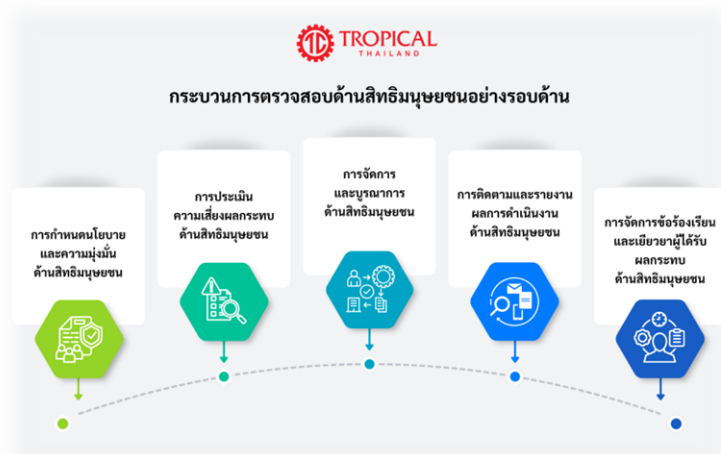 TROPICAL
THAILAND
กระบวนการตรวจสอบด้านสิทธิมนุษยชนอย่างรอบด้าน
การกำหนดนโยบาย
และความมุ่งมั่น
ด้านสิทธิมนุษยชน
การประเมิน
ความเสี่ยงผลกระทบ
ด้านสิทธิมนุษยชน
การจัดการ
และบูรณาการ
ด้านสิทธิมนุษยชน
การติดตามและรายงาน
ผลการดำเนินงาน
ด้านสิทธิมนุษยชน
การจัดการข้อร้องเรียน
และเยียวยาผู้ได้รับ
ผลกระทบ
ด้านสิทธิมนุษยชน